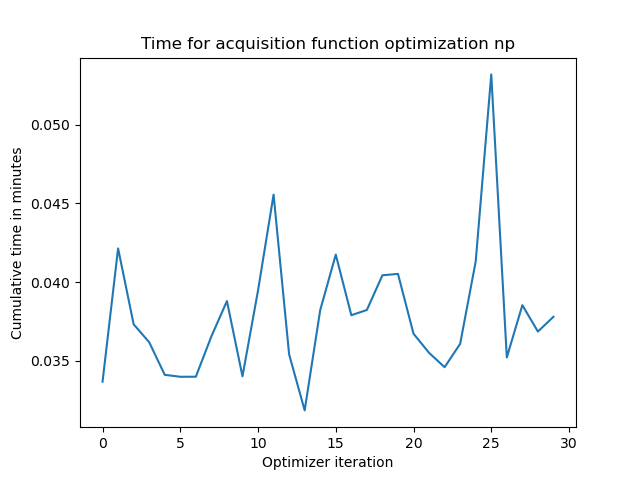 Time for acquisition function optimization np
Cumulative time in minutes
0.050
0.045
0.040
0.035
0 5 10 15 20 25 30
Optimizer iteration